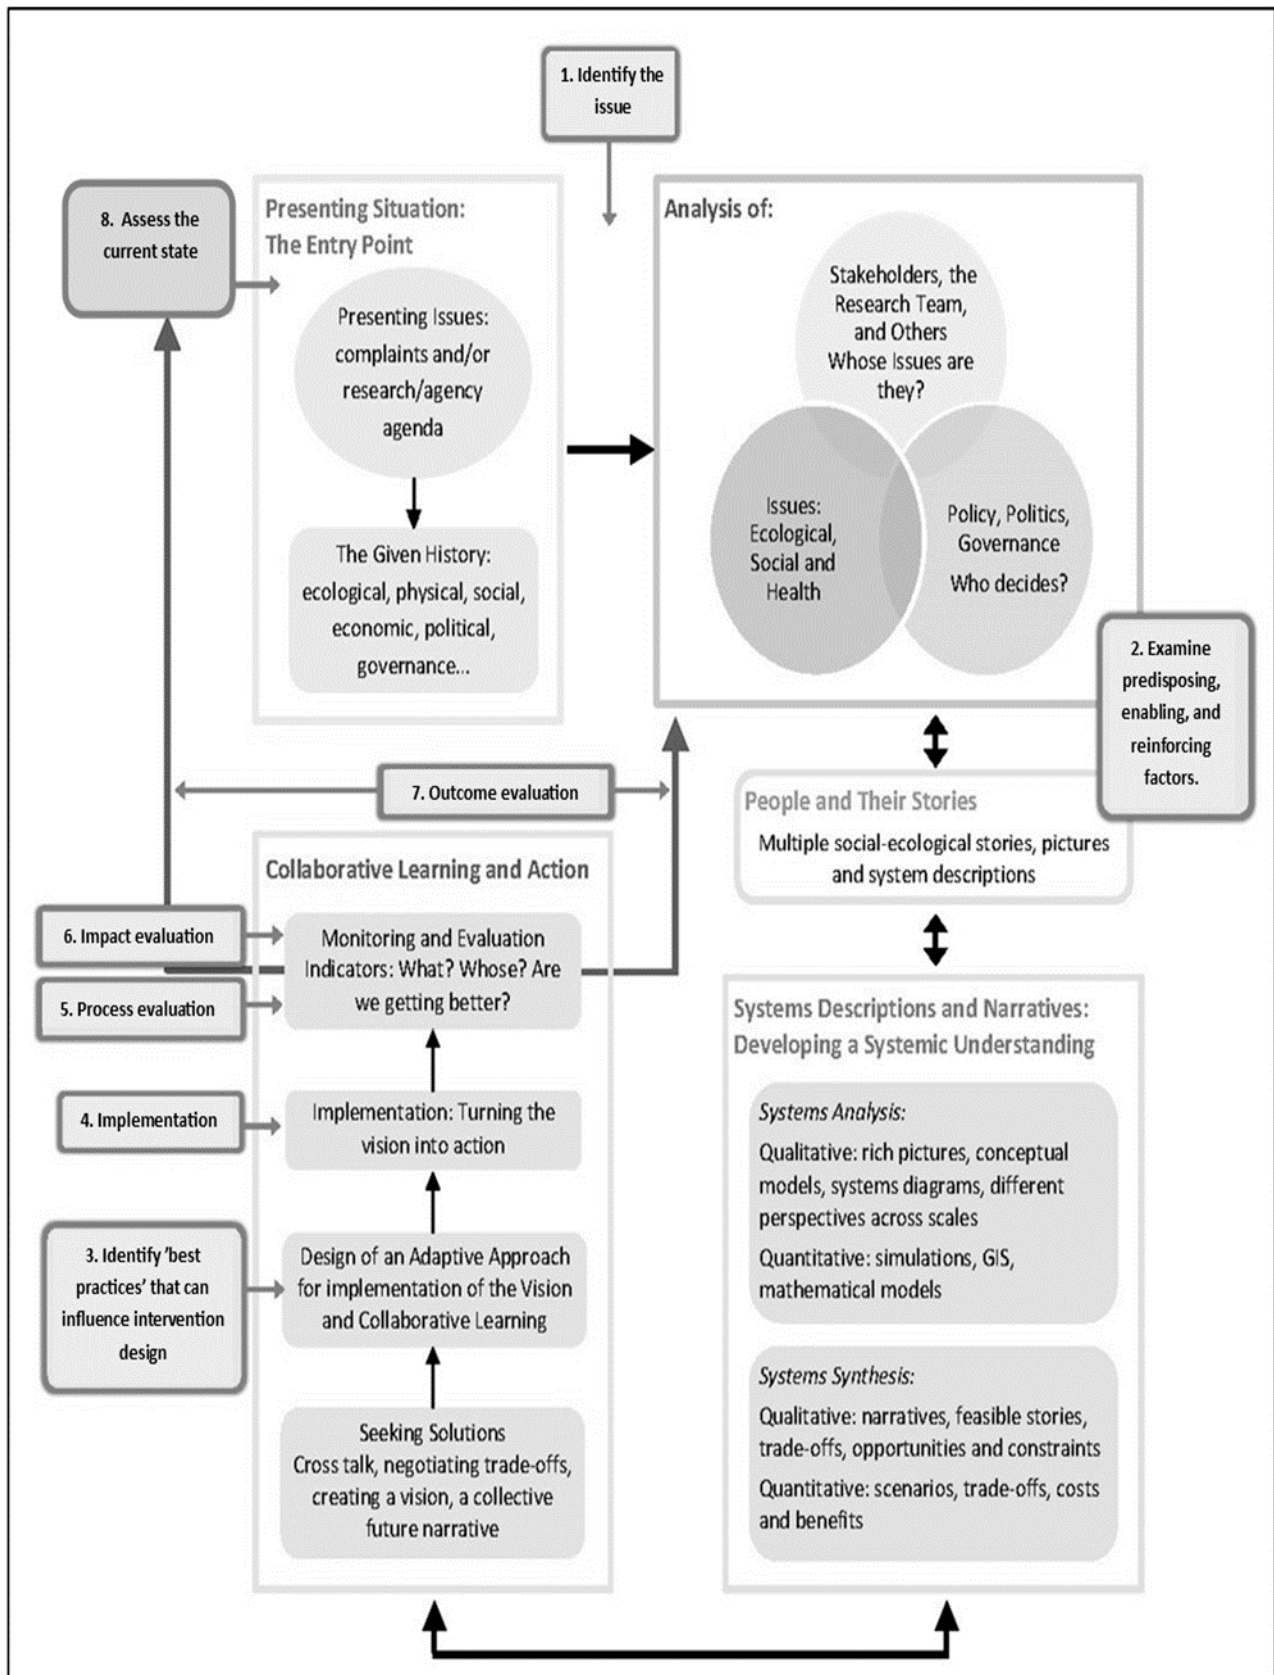 1. Identify the
issue
8. Assess the
current state
Presenting Situation:
The Entry Point
Presenting Issues:
complaints and/or
research/agency
agenda
The Given History:
ecological, physical, social,
economic, political,
governance...
Analysis of:
Stakeholders, the
Research Team,
and Others
Whose Issues are
they?
Issues:
Ecological,
Social and
Health
Policy, Politics,
Governance
Who decides?
2. Examine
predisposing,
enabling, and
reinforcing
factors.
7. Outcome evaluation
People and Their Stories
Multiple social-ecological stories, pictures
and system descriptions
Collaborative Learning and Action
6. Impact evaluation
5. Process evaluation
Monitoring and Evaluation
Indicators: What? Whose? Are
we getting better?
4. Implementation
Implementation: Turning the
vision into action
3. Identify 'best
practices' that can
influence intervention
design
Design of an Adaptive Approach
for implementation of the Vision
and Collaborative Learning
Seeking Solutions
Cross talk, negotiating trade-offs,
creating a vision, a collective
future narrative
Systems Descriptions and Narratives:
Developing a Systemic Understanding
Systems Analysis:
Qualitative: rich pictures, conceptual
models, systems diagrams, different
perspectives across scales
Quantitative: simulations, GIS,
mathematical models
Systems Synthesis:
Qualitative: narratives, feasible stories,
trade-offs, opportunities and constraints
Quantitative: scenarios, trade-offs, costs
and benefits